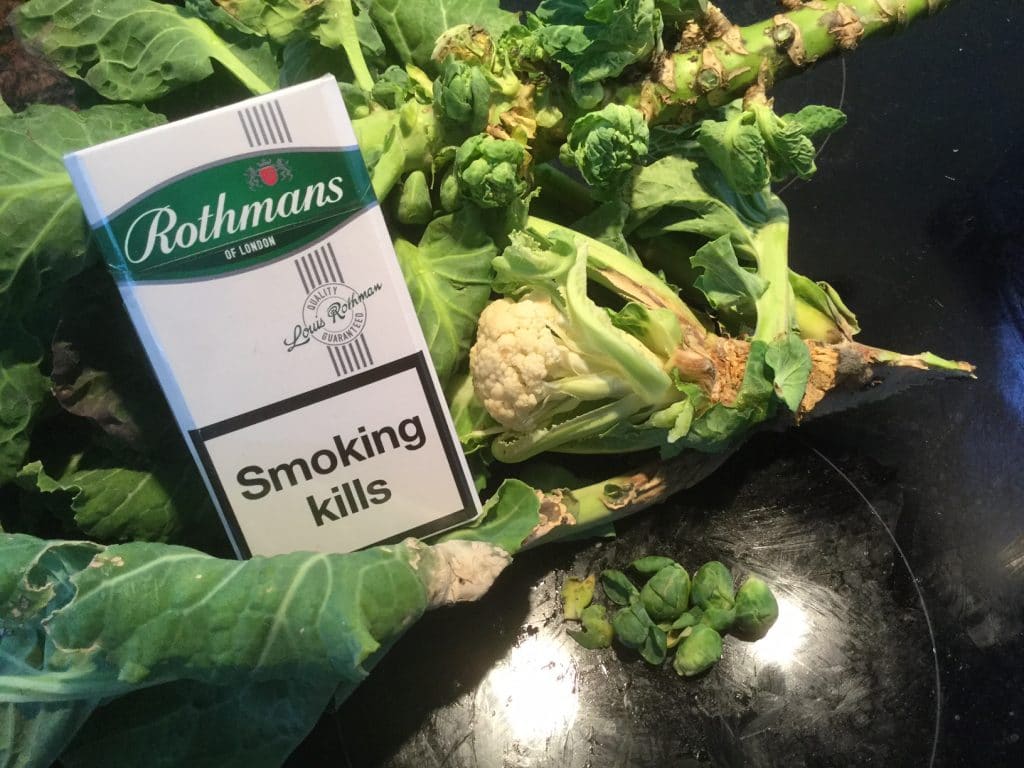 Rothmans
OF LONDON
QUALITY
Louis Rothman
GUARANTEED
Smoking
kills